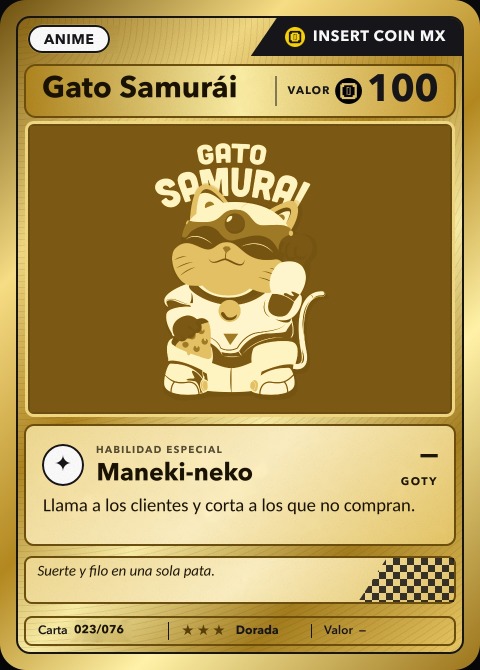 ANIME
INSERT COIN MX
Gato Samurái
VALOR 100
GATO
SAMURAI
HABILIDAD ESPECIAL
Maneki-neko
—
GOTY
Llama a los clientes y corta a los que no compran.
Suerte y filo en una sola pata.
Carta 023/076 ★★★ Dorada Valor —